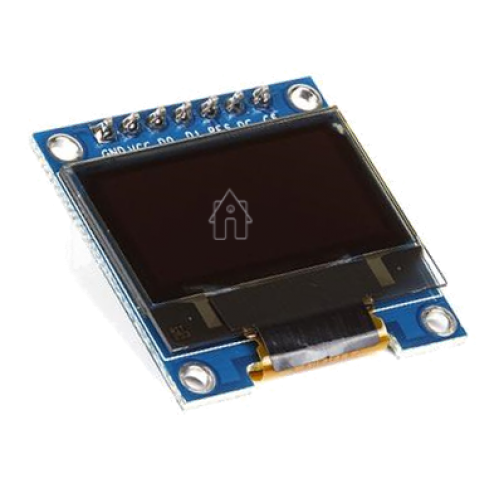 GND VCC D0 D1 RES DC CS